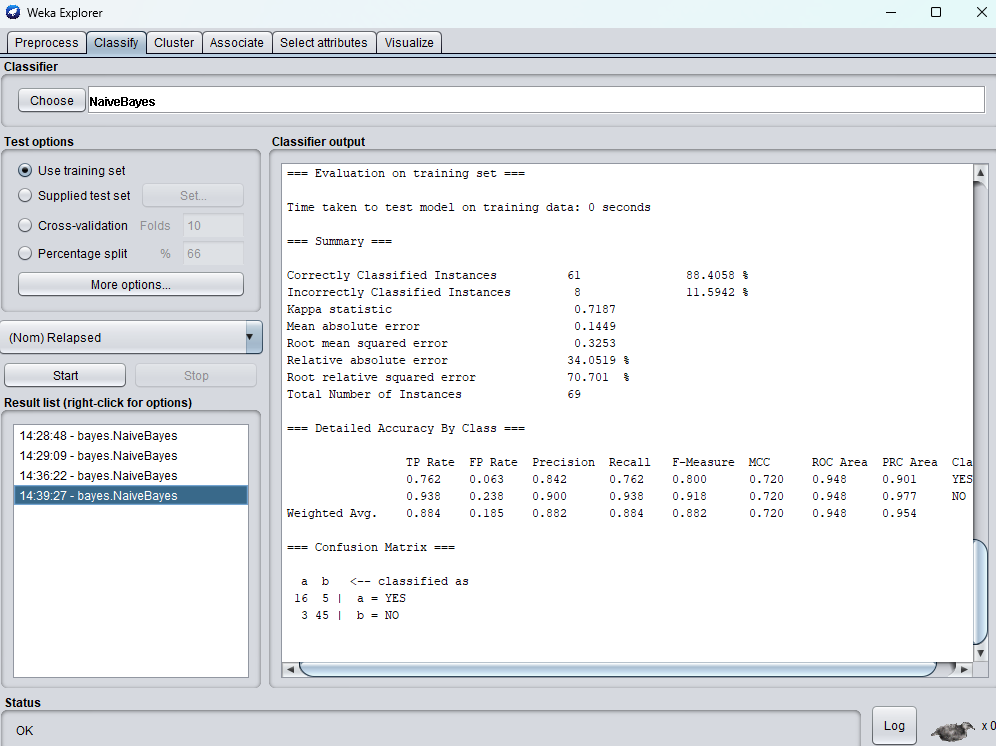 Weka Explorer
Preprocess Classify Cluster Associate Select attributes Visualize
Classifier
Choose NaiveBayes
Test options
Use training set
Supplied test set Set...
Cross-validation Folds 10
Percentage split % 66
More options...
(Nom) Relapsed
Start Stop
Result list (right-click for options)
14:28:48 - bayes.NaiveBayes
14:29:09 - bayes.NaiveBayes
14:36:22 - bayes.NaiveBayes
14:39:27 - bayes.NaiveBayes
Classifier output
=== Evaluation on training set ===
Time taken to test model on training data: 0 seconds
=== Summary ===
Correctly Classified Instances 61 88.4058 %
Incorrectly Classified Instances 8 11.5942 %
Kappa statistic 0.7187
Mean absolute error 0.1449
Root mean squared error 0.3253
Relative absolute error 34.0519 %
Root relative squared error 70.701 %
Total Number of Instances 69
=== Detailed Accuracy By Class ===
TP Rate FP Rate Precision Recall F-Measure MCC ROC Area PRC Area Cla
0.762 0.063 0.842 0.762 0.800 0.720 0.948 0.901 YES
0.938 0.238 0.900 0.938 0.918 0.720 0.948 0.977 NO
Weighted Avg. 0.884 0.185 0.882 0.884 0.882 0.720 0.948 0.954
=== Confusion Matrix ===
a b <-- classified as
16 5 | a = YES
3 45 | b = NO
Status
OK
Log x 0